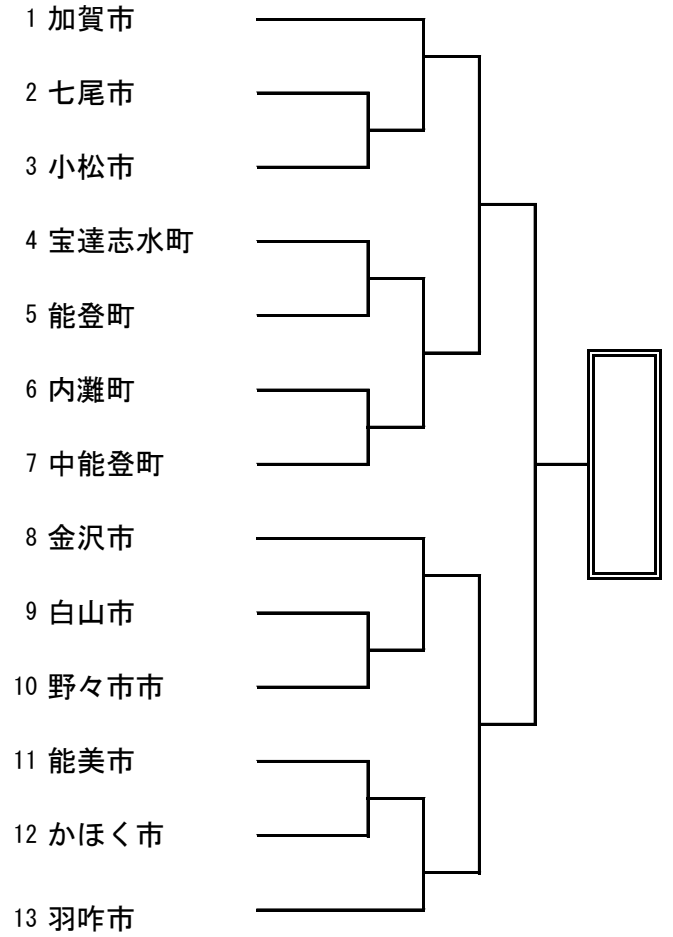 1 加賀市
2 七尾市
3 小松市
4 宝達志水町
5 能登町
6 内灘町
7 中能登町
8 金沢市
9 白山市
10 野々市市
11 能美市
12 かほく市
13 羽咋市